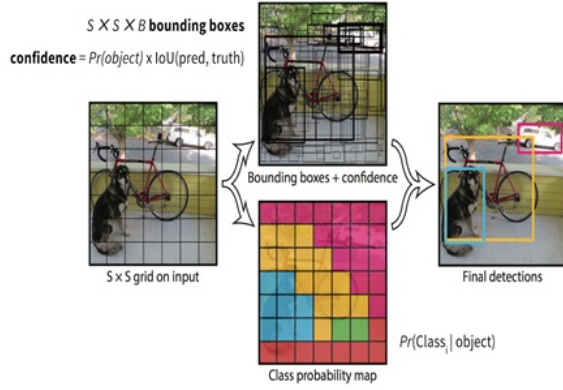 S × S × B bounding boxes
confidence = Pr(object) x IoU(pred, truth)
Bounding boxes + confidence
S × S grid on input
Final detections
Pr(Classᵢ | object)
Class probability map